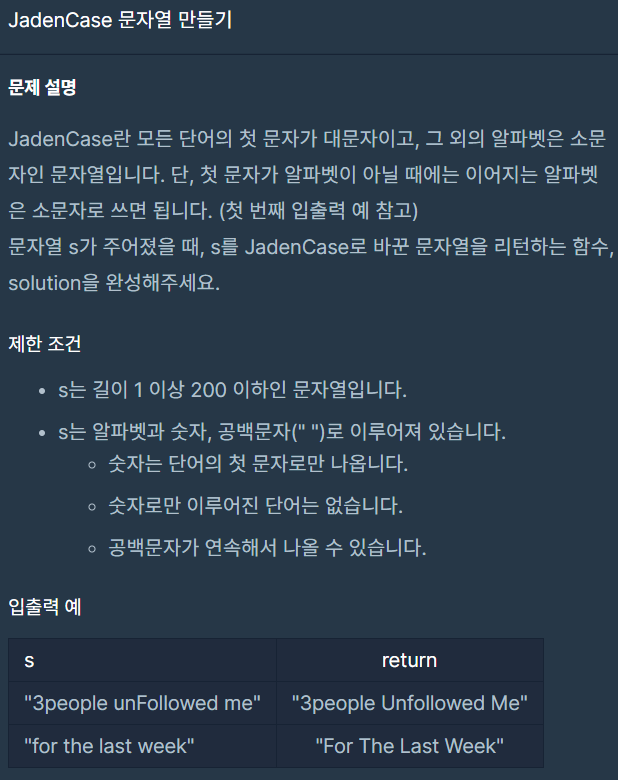 JadenCase 문자열 만들기
문제 설명
JadenCase란 모든 단어의 첫 문자가 대문자이고, 그 외의 알파벳은 소문
자인 문자열입니다. 단, 첫 문자가 알파벳이 아닐 때에는 이어지는 알파벳
은 소문자로 쓰면 됩니다. (첫 번째 입출력 예 참고)
문자열 s가 주어졌을 때, s를 JadenCase로 바꾼 문자열을 리턴하는 함수,
solution을 완성해주세요.
제한 조건
• s는 길이 1 이상 200 이하인 문자열입니다.
• s는 알파벳과 숫자, 공백문자(" ")로 이루어져 있습니다.
◦ 숫자는 단어의 첫 문자로만 나옵니다.
◦ 숫자로만 이루어진 단어는 없습니다.
◦ 공백문자가 연속해서 나올 수 있습니다.
입출력 예
s return
"3people unFollowed me" "3people Unfollowed Me"
"for the last week" "For The Last Week"